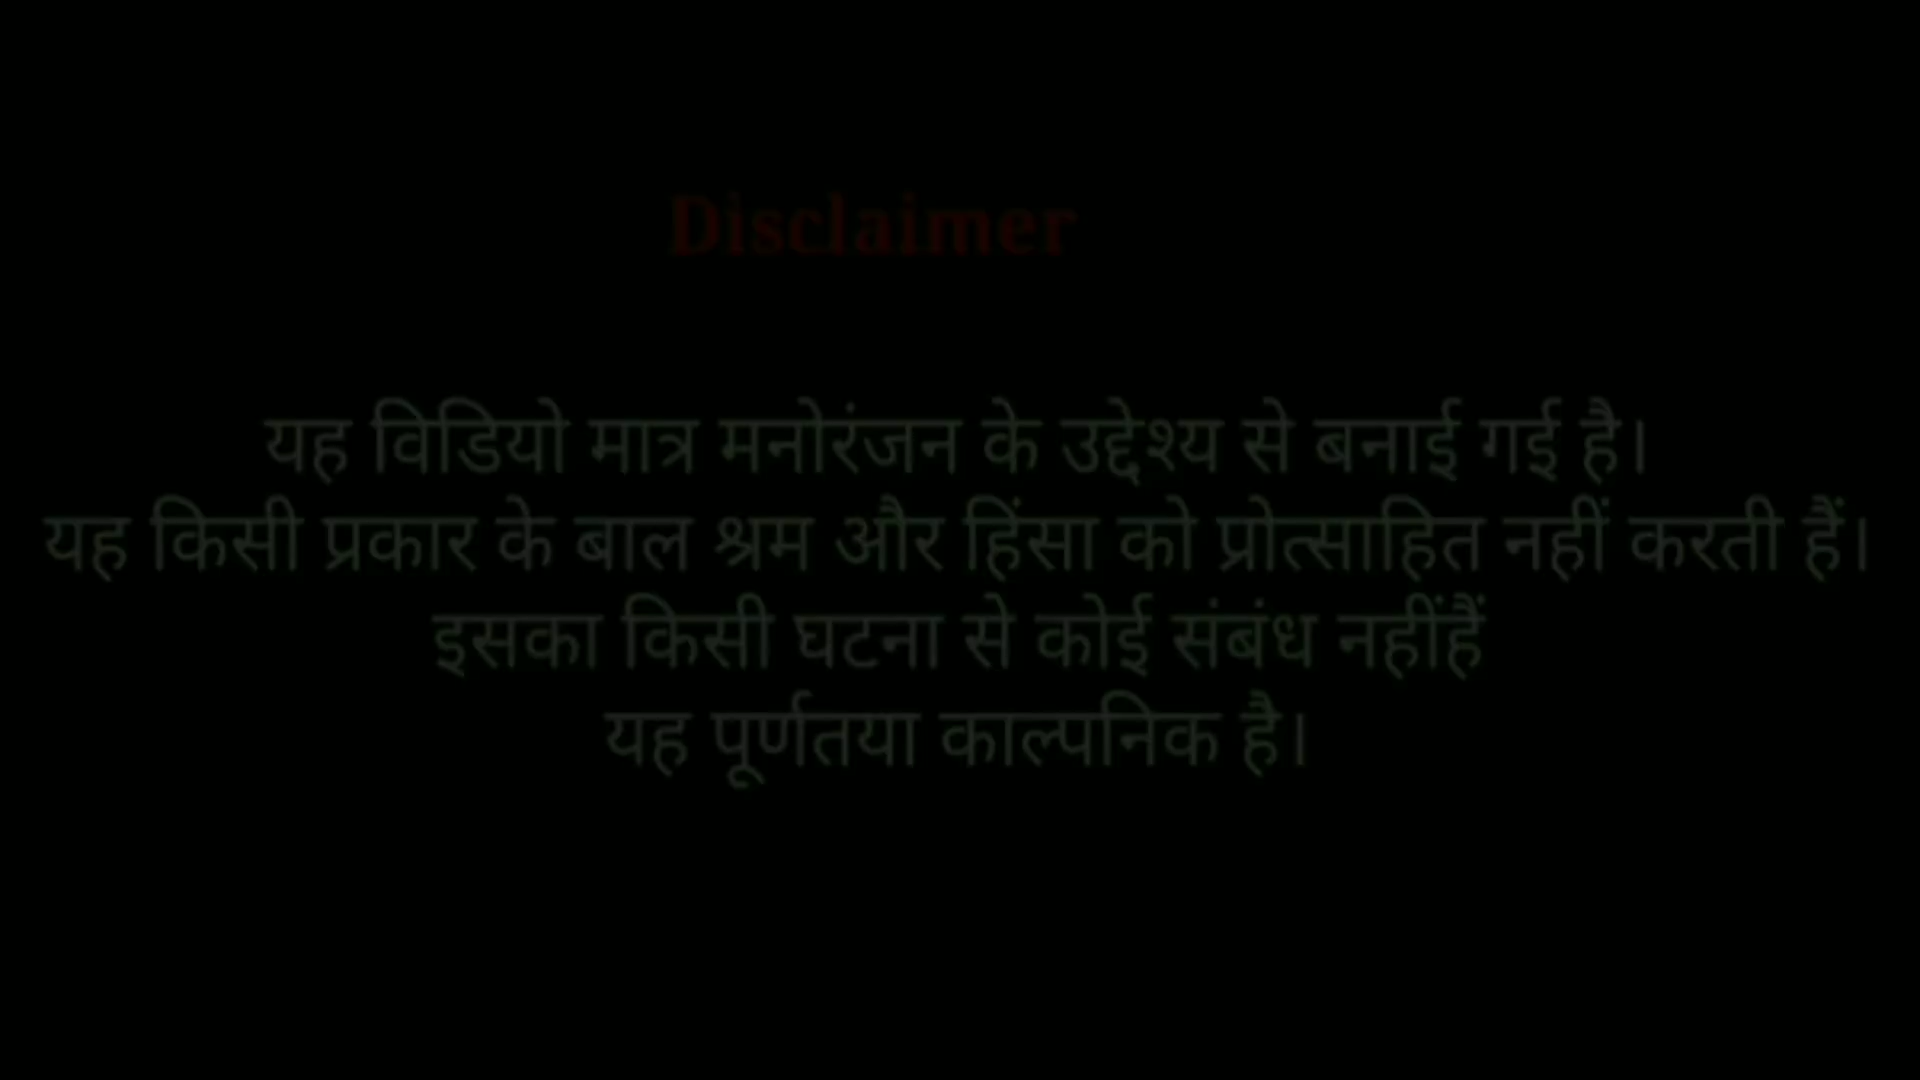 Disclaimer
यह विडियो मात्र मनोरंजन के उद्देश्य से बनाई गई है।
यह किसी प्रकार के बाल श्रम और हिंसा को प्रोत्साहित नहीं करती हैं।
इसका किसी घटना से कोई संबंध नहींहैं
यह पूर्णतया काल्पनिक है।